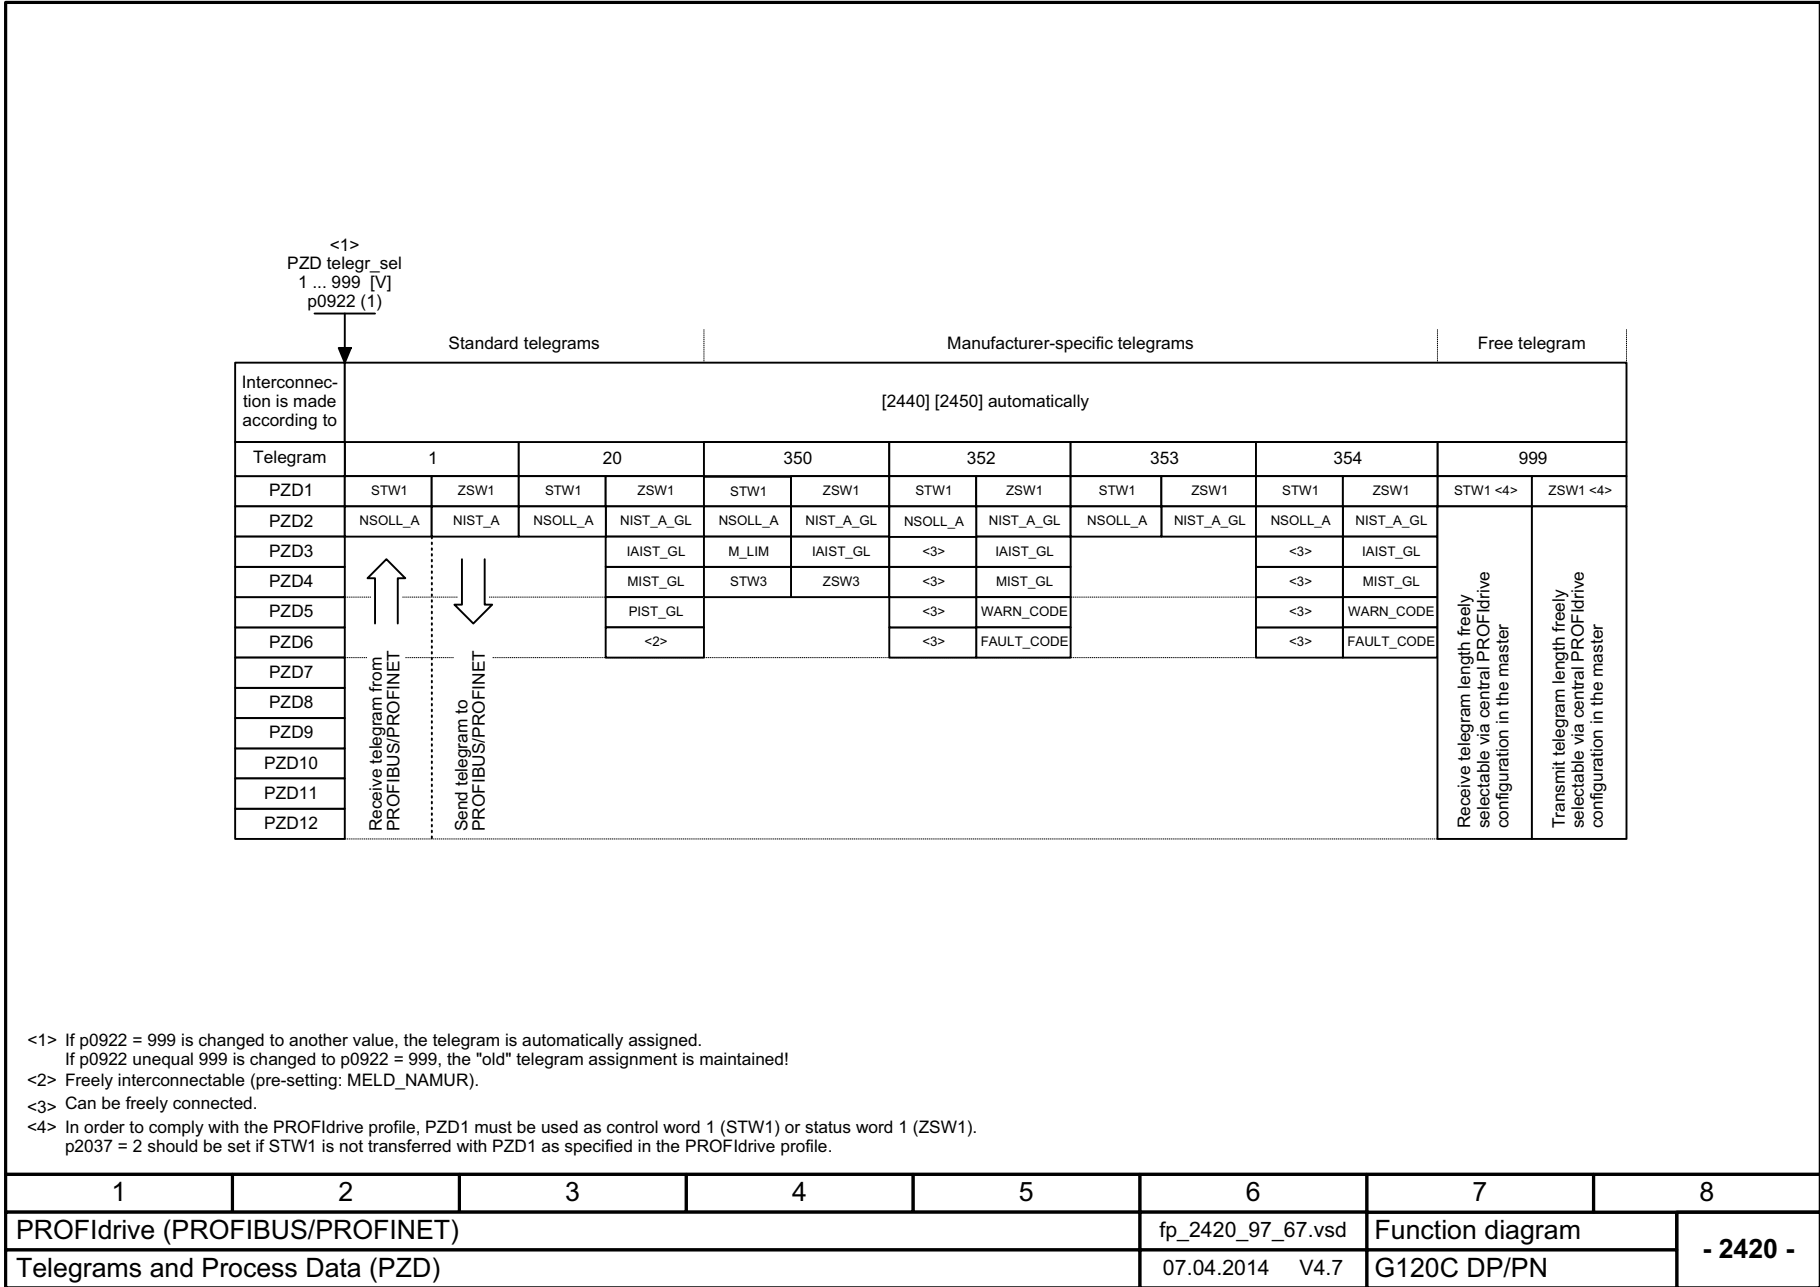 <1>
PZD telegr_sel
1 ... 999 [V]
p0922 (1)
Standard telegrams Manufacturer-specific telegrams Free telegram
Interconnec-
tion is made
according to
[2440] [2450] automatically
Telegram 1 20 350 352 353 354 999
PZD1 STW1 ZSW1 STW1 ZSW1 STW1 ZSW1 STW1 ZSW1 STW1 ZSW1 STW1 ZSW1 STW1 <4> ZSW1 <4>
PZD2 NSOLL_A NIST_A NSOLL_A NIST_A_GL NSOLL_A NIST_A_GL NSOLL_A NIST_A_GL NSOLL_A NIST_A_GL NSOLL_A NIST_A_GL
PZD3 IAIST_GL M_LIM IAIST_GL <3> IAIST_GL <3> IAIST_GL
PZD4 MIST_GL STW3 ZSW3 <3> MIST_GL <3> MIST_GL
PZD5 PIST_GL <3> WARN_CODE <3> WARN_CODE
PZD6 <2> <3> FAULT_CODE <3> FAULT_CODE
PZD7
PZD8
PZD9
PZD10
PZD11
PZD12
Receive telegram from
PROFIBUS/PROFINET
Send telegram to
PROFIBUS/PROFINET
Receive telegram length freely
selectable via central PROFIdrive
configuration in the master
Transmit telegram length freely
selectable via central PROFIdrive
configuration in the master
<1> If p0922 = 999 is changed to another value, the telegram is automatically assigned.
If p0922 unequal 999 is changed to p0922 = 999, the "old" telegram assignment is maintained!
<2> Freely interconnectable (pre-setting: MELD_NAMUR).
<3> Can be freely connected.
<4> In order to comply with the PROFIdrive profile, PZD1 must be used as control word 1 (STW1) or status word 1 (ZSW1).
p2037 = 2 should be set if STW1 is not transferred with PZD1 as specified in the PROFIdrive profile.
1 2 3 4 5 6 7 8
PROFIdrive (PROFIBUS/PROFINET) fp_2420_97_67.vsd Function diagram
- 2420 -
Telegrams and Process Data (PZD) 07.04.2014 V4.7 G120C DP/PN